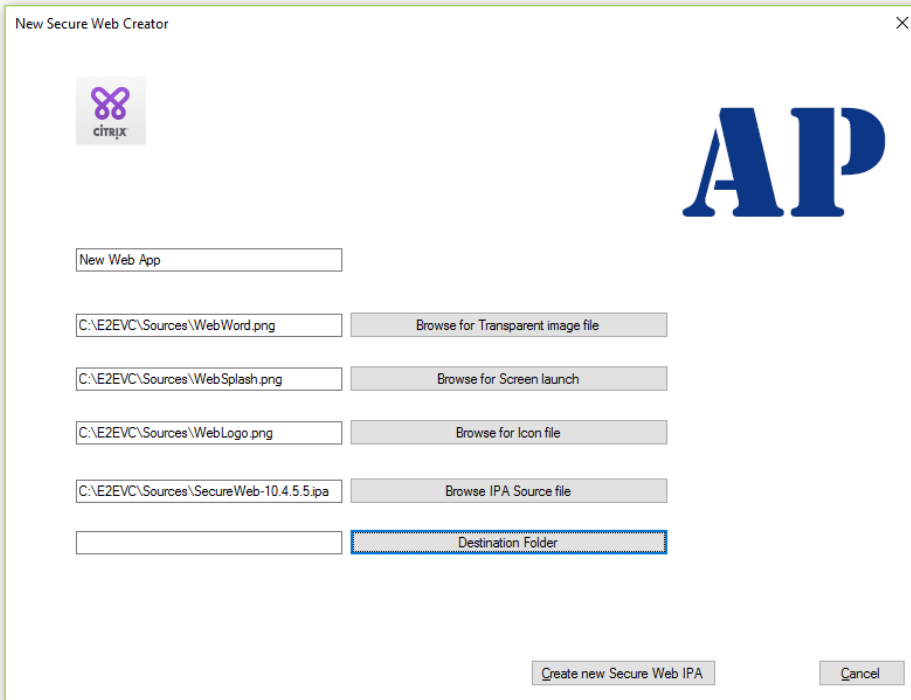 New Secure Web Creator
CITRIX
AP
New Web App
C:\E2EVC\Sources\WebWord.png
Browse for Transparent image file
C:\E2EVC\Sources\WebSplash.png
Browse for Screen launch
C:\E2EVC\Sources\WebLogo.png
Browse for Icon file
C:\E2EVC\Sources\SecureWeb-10.4.5.5.ipa
Browse IPA Source file
Destination Folder
Create new Secure Web IPA
Cancel